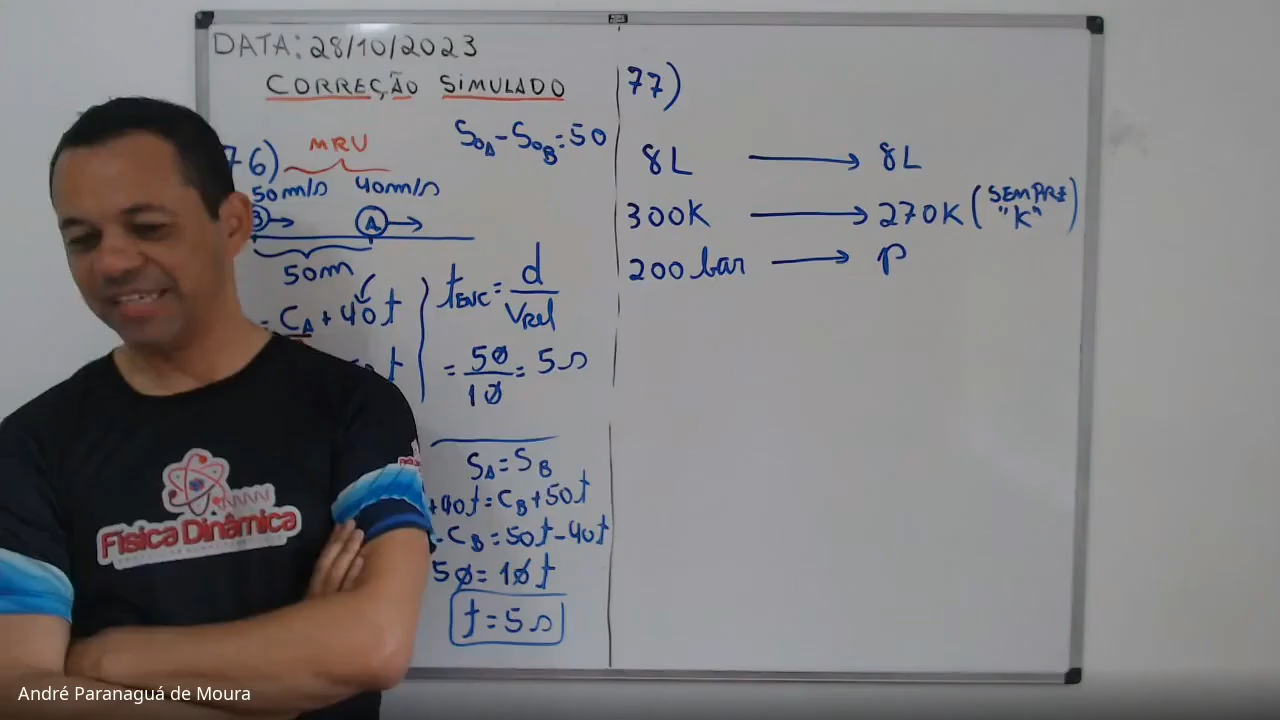 DATA: 28/10/2023
CORREÇÃO SIMULADO
76)
MRU
S₀A - S₀B = 50
50m/s 40m/s
B A
50m
= CA + 40t
tENC = d / VRel
= 50 / 10 = 5s
SA = SB
+40t = CB + 50t
- CB = 50t - 40t
50 = 10t
t = 5s
77)
8L → 8L
300K → 270K (SEMPRE "K")
200 bar → p
Física Dinâmica
André Paranaguá de Moura